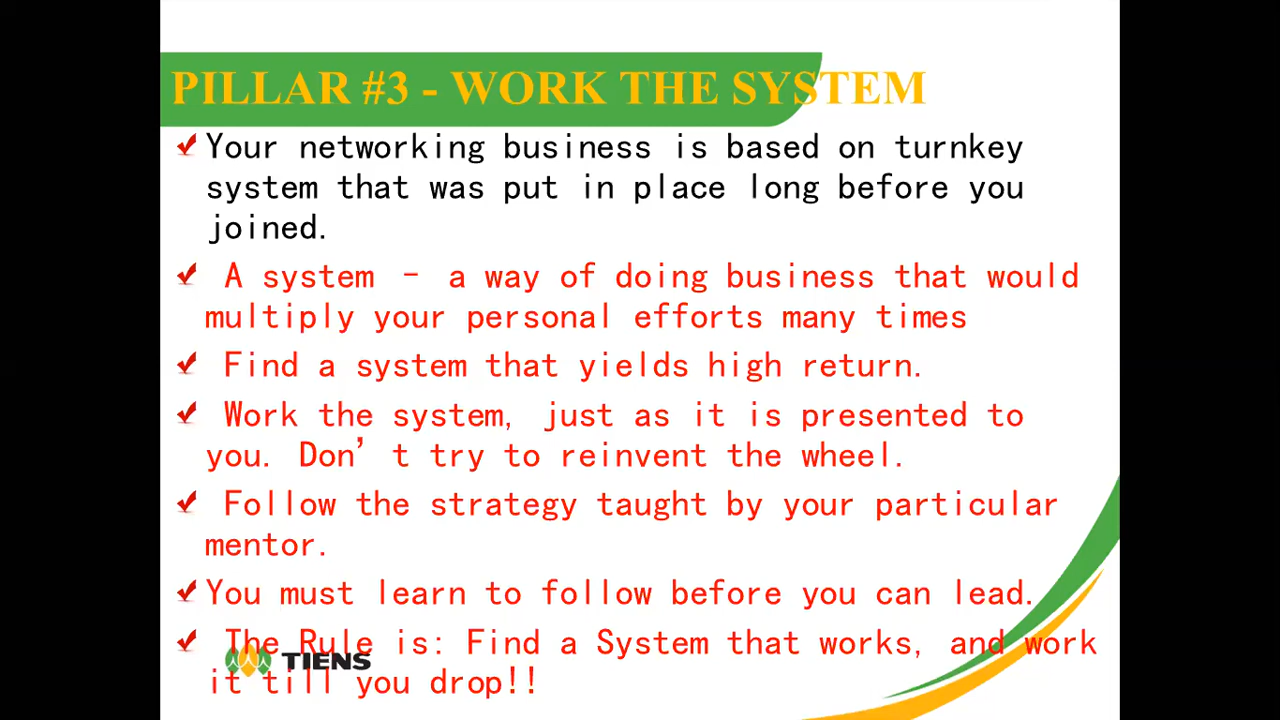 PILLAR #3 - WORK THE SYSTEM
Your networking business is based on turnkey
system that was put in place long before you
joined.
A system – a way of doing business that would
multiply your personal efforts many times
Find a system that yields high return.
Work the system, just as it is presented to
you. Don’t try to reinvent the wheel.
Follow the strategy taught by your particular
mentor.
You must learn to follow before you can lead.
The Rule is: Find a System that works, and work
it till you drop!!
TIENS